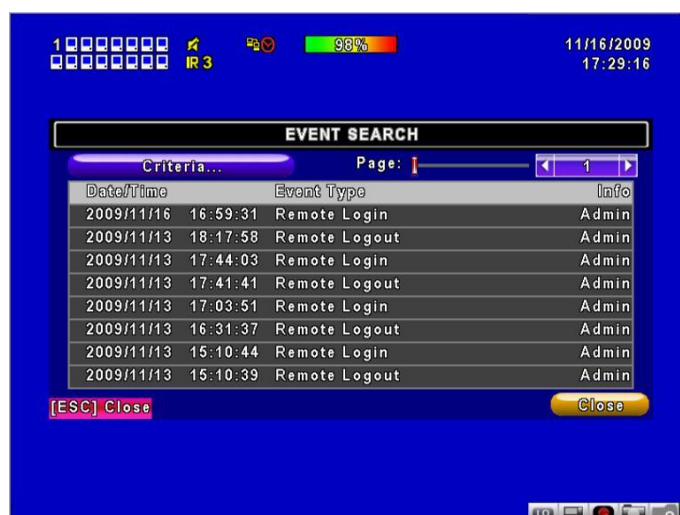 1 98% 11/16/2009
IR 3 17:29:16
EVENT SEARCH
Criteria... Page: 1
Date/Time Event Type Info
2009/11/16 16:59:31 Remote Login Admin
2009/11/13 18:17:58 Remote Logout Admin
2009/11/13 17:44:03 Remote Login Admin
2009/11/13 17:41:41 Remote Logout Admin
2009/11/13 17:03:51 Remote Login Admin
2009/11/13 16:31:37 Remote Logout Admin
2009/11/13 15:10:44 Remote Login Admin
2009/11/13 15:10:39 Remote Logout Admin
[ESC] Close Close